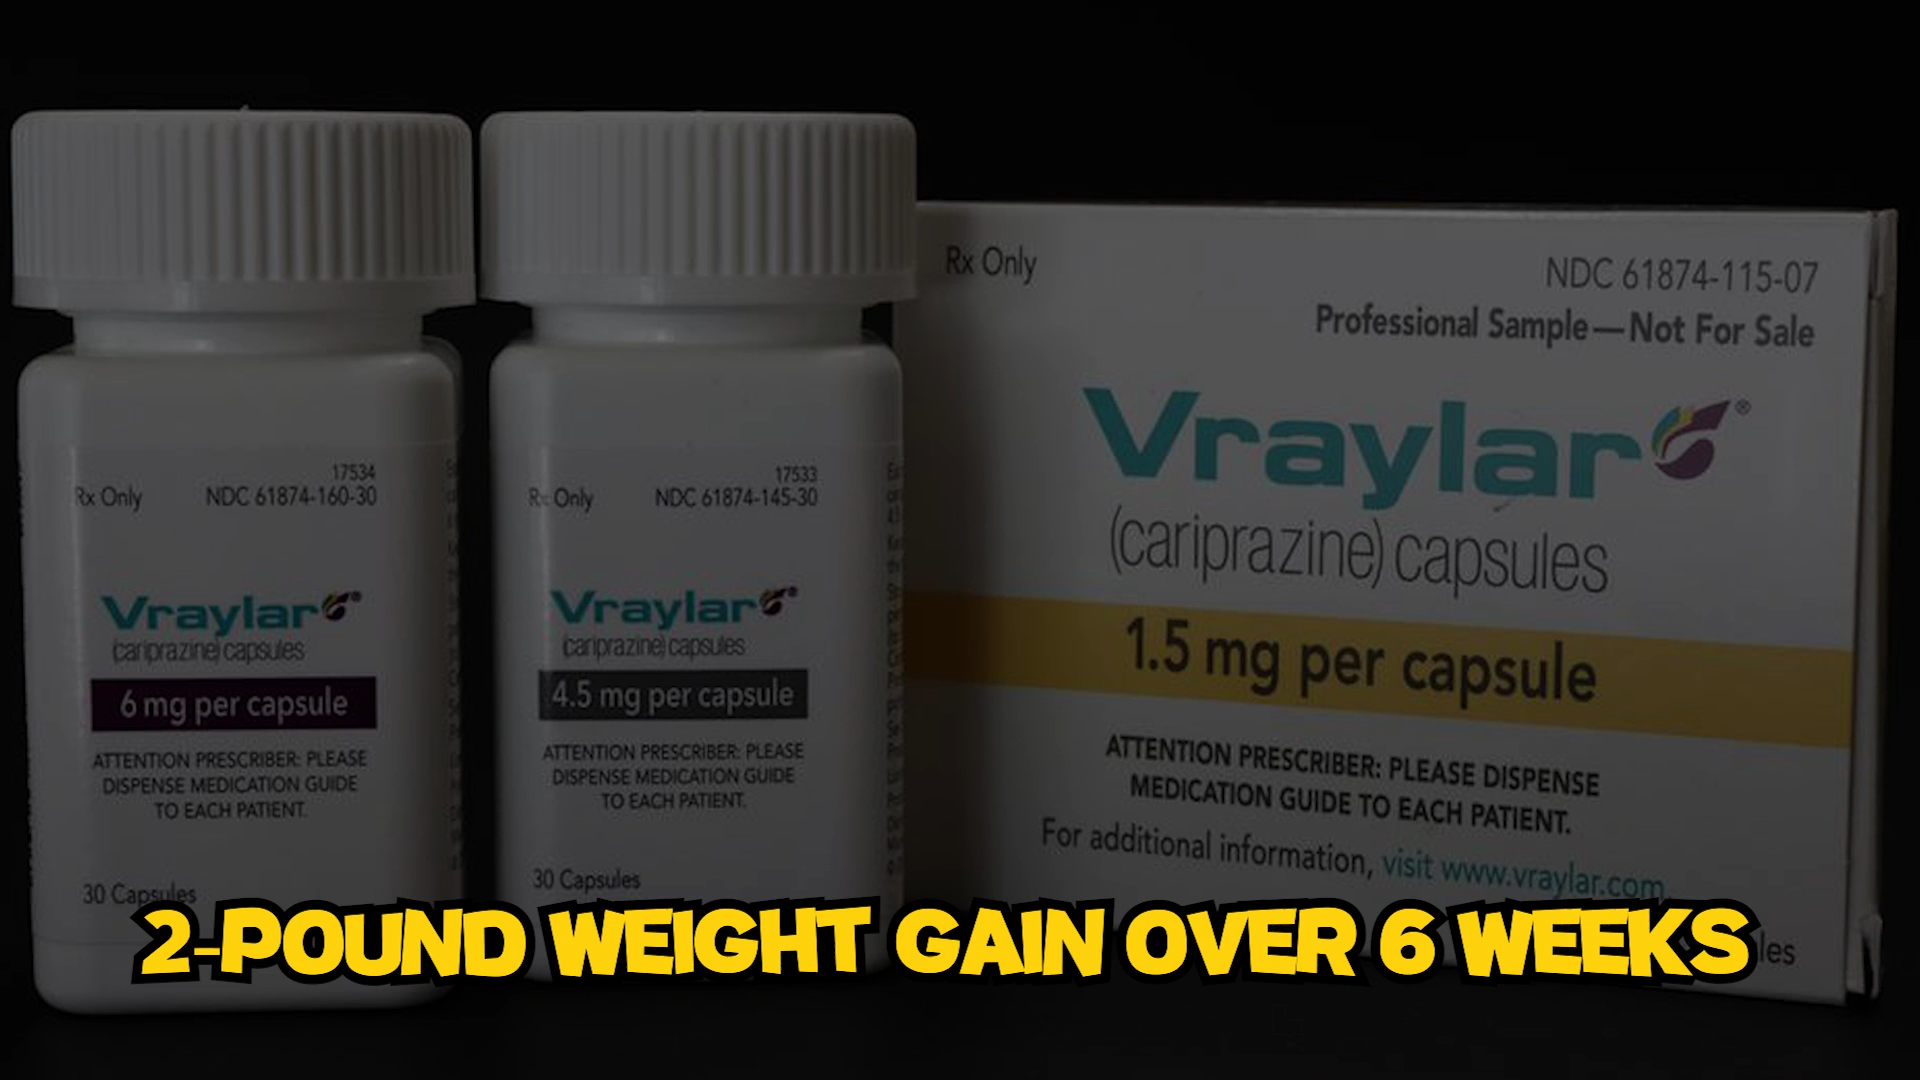 17534
Rx Only NDC 61874-160-30
Vraylar®
(cariprazine) capsules
6 mg per capsule
ATTENTION PRESCRIBER: PLEASE
DISPENSE MEDICATION GUIDE
TO EACH PATIENT.
30 Capsules
17533
Rx Only NDC 61874-145-30
Vraylar®
(cariprazine) capsules
4.5 mg per capsule
ATTENTION PRESCRIBER: PLEASE
DISPENSE MEDICATION GUIDE
TO EACH PATIENT.
30 Capsules
Rx Only
NDC 61874-115-07
Professional Sample—Not For Sale
Vraylar®
(cariprazine) capsules
1.5 mg per capsule
ATTENTION PRESCRIBER: PLEASE DISPENSE
MEDICATION GUIDE TO EACH PATIENT.
For additional information, visit www.vraylar.com
2-POUND WEIGHT GAIN OVER 6 WEEKS